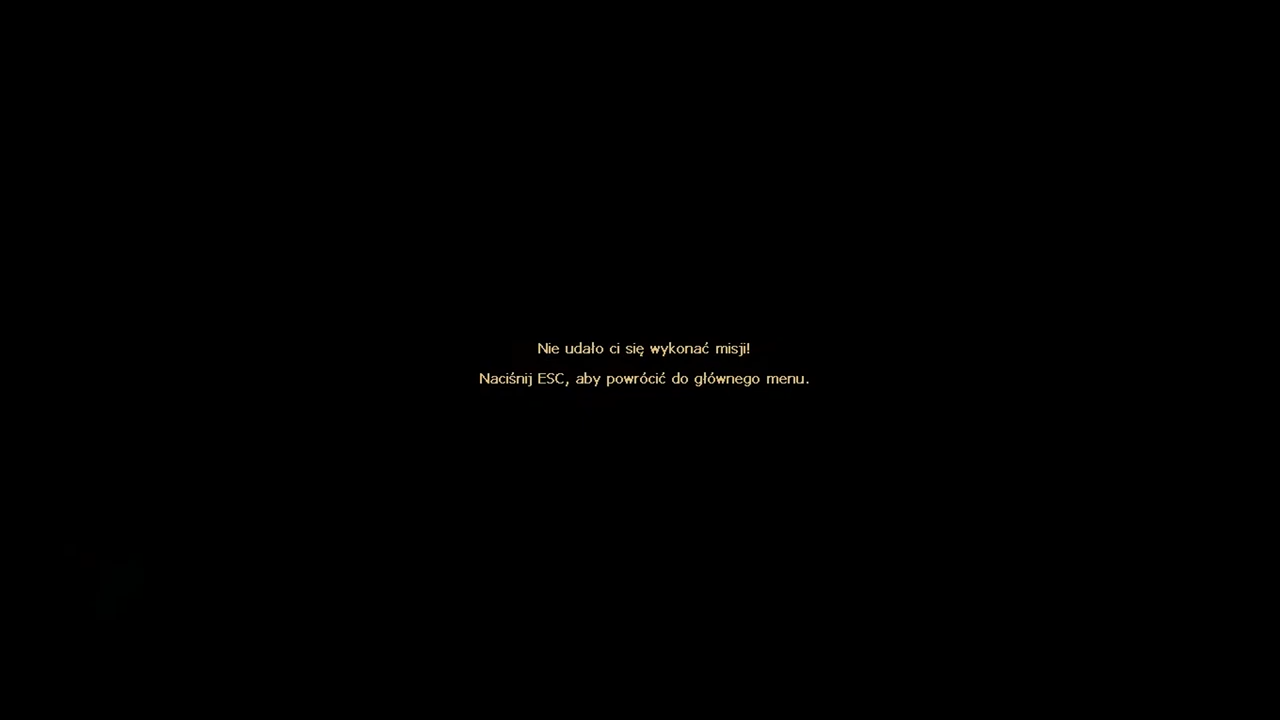 Nie udało ci się wykonać misji!
Naciśnij ESC, aby powrócić do głównego menu.